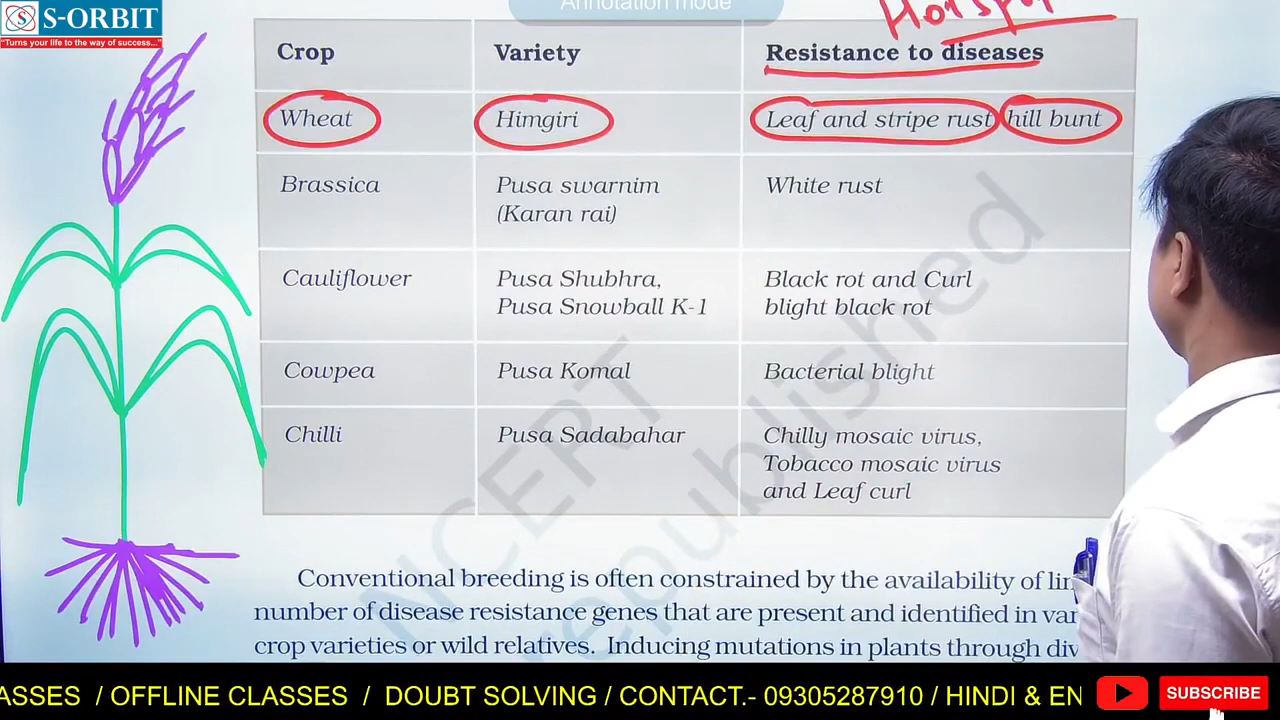 S-ORBIT
"Turns your life to the way of success..."
Annotation mode
Crop Variety Resistance to diseases
Wheat Himgiri Leaf and stripe rust hill bunt
Brassica Pusa swarnim White rust
(Karan rai)
Cauliflower Pusa Shubhra, Black rot and Curl
Pusa Snowball K-1 blight black rot
Cowpea Pusa Komal Bacterial blight
Chilli Pusa Sadabahar Chilly mosaic virus,
Tobacco mosaic virus
and Leaf curl
NCERT
republished
Conventional breeding is often constrained by the availability of lim
number of disease resistance genes that are present and identified in var
crop varieties or wild relatives. Inducing mutations in plants through div
ASSES / OFFLINE CLASSES / DOUBT SOLVING / CONTACT.- 09305287910 / HINDI & EN
SUBSCRIBE